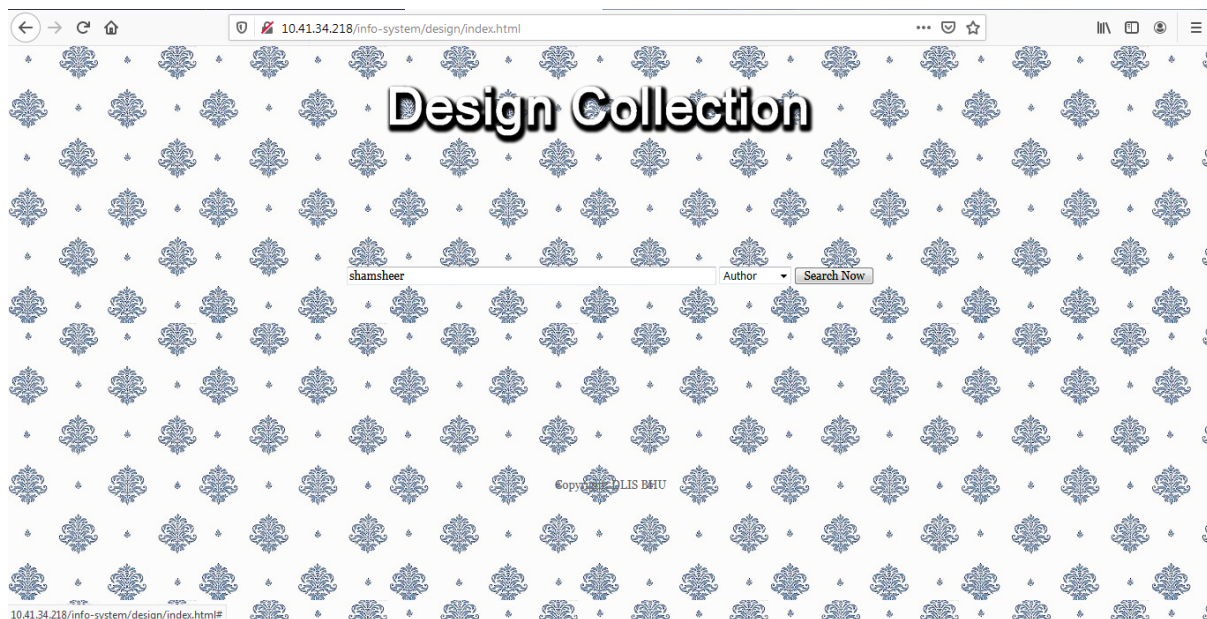 10.41.34.218/info-system/design/index.html
Design Collection
shamsheer Author Search Now
Copyright DLIS BHU
10.41.34.218/info-system/design/index.html#